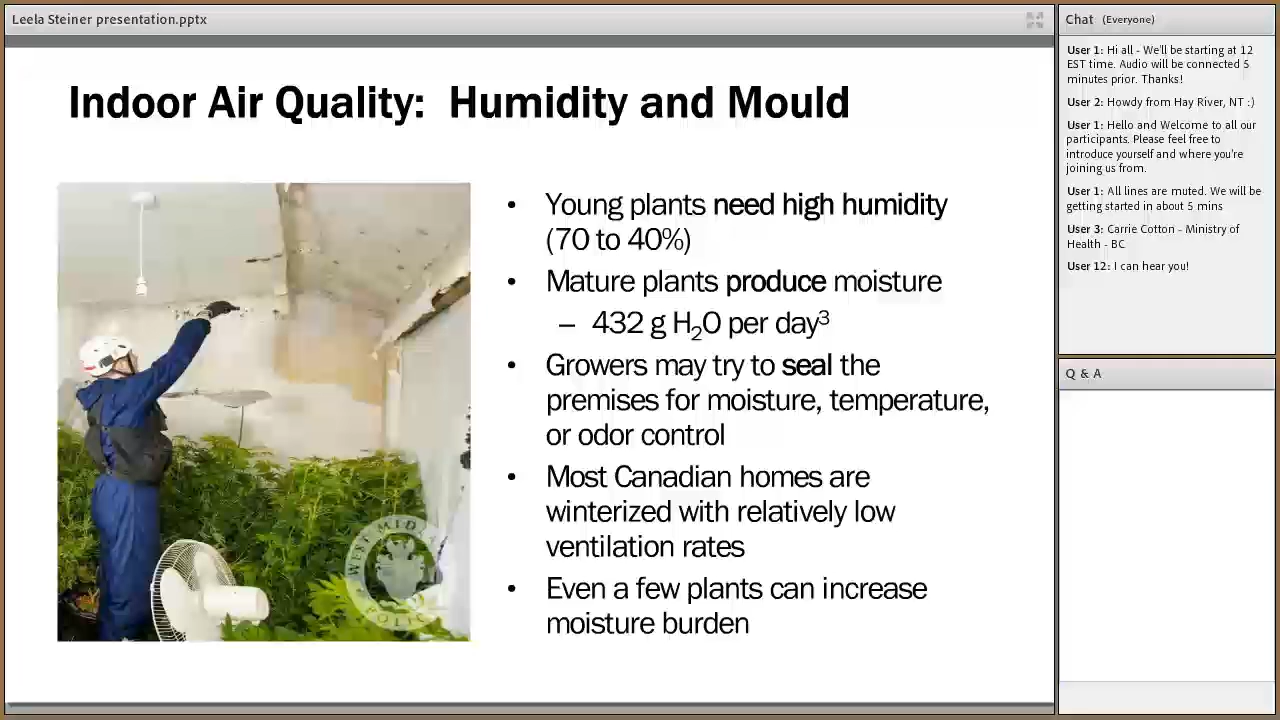 Leela Steiner presentation.pptx
Indoor Air Quality:  Humidity and Mould
• Young plants need high humidity
(70 to 40%)
• Mature plants produce moisture
– 432 g H₂O per day³
• Growers may try to seal the
premises for moisture, temperature,
or odor control
• Most Canadian homes are
winterized with relatively low
ventilation rates
• Even a few plants can increase
moisture burden
WEST MIDLANDS
POLICE
Chat (Everyone)
User 1: Hi all - We'll be starting at 12
EST time. Audio will be connected 5
minutes prior. Thanks!
User 2: Howdy from Hay River, NT :)
User 1: Hello and Welcome to all our
participants. Please feel free to
introduce yourself and where you're
joining us from.
User 1: All lines are muted. We will be
getting started in about 5 mins
User 3: Carrie Cotton - Ministry of
Health - BC
User 12: I can hear you!
Q & A